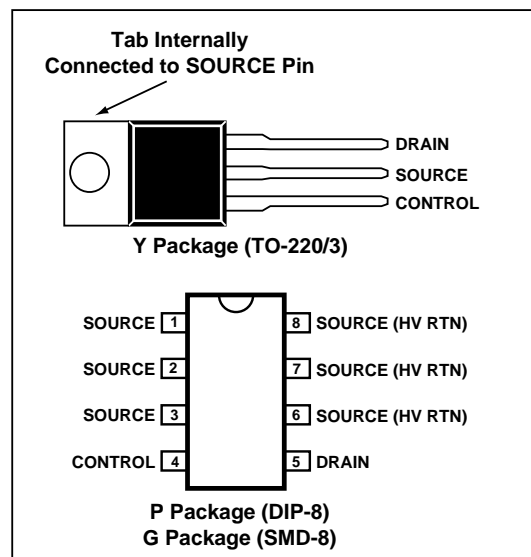 Tab Internally
Connected to SOURCE Pin
DRAIN
SOURCE
CONTROL
Y Package (TO-220/3)
SOURCE 1 8 SOURCE (HV RTN)
SOURCE 2 7 SOURCE (HV RTN)
SOURCE 3 6 SOURCE (HV RTN)
CONTROL 4 5 DRAIN
P Package (DIP-8)
G Package (SMD-8)